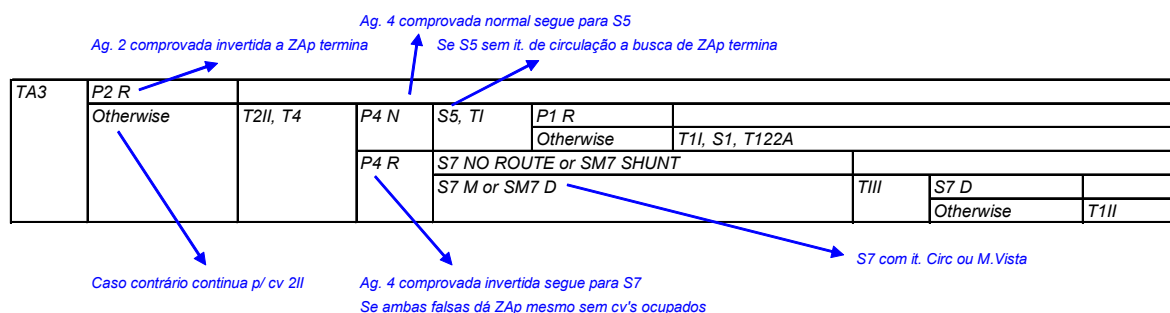 Ag. 4 comprovada normal segue para S5
Ag. 2 comprovada invertida a ZAp termina
Se S5 sem it. de circulação a busca de ZAp termina
TA3 P2 R
Otherwise T2II, T4 P4 N S5, TI P1 R
Otherwise T1I, S1, T122A
P4 R S7 NO ROUTE or SM7 SHUNT
S7 M or SM7 D TIII S7 D
Otherwise T1II
S7 com it. Circ ou M.Vista
Caso contrário continua p/ cv 2II
Ag. 4 comprovada invertida segue para S7
Se ambas falsas dá ZAp mesmo sem cv's ocupados